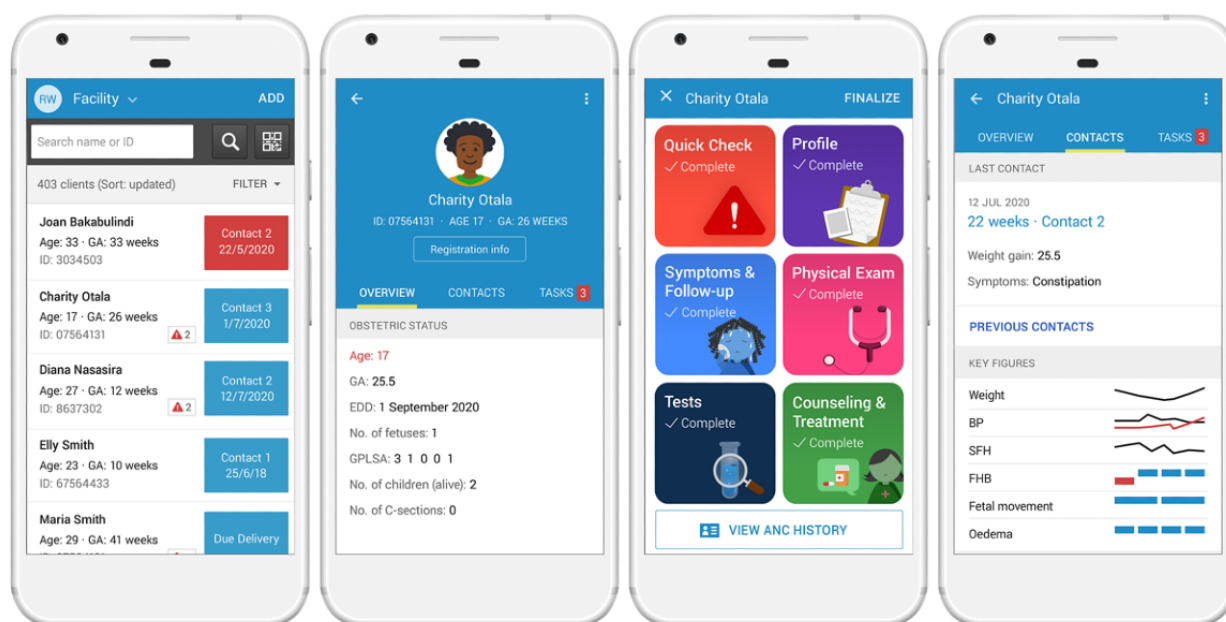 RW Facility ADD
Search name or ID
403 clients (Sort: updated) FILTER
Joan Bakabulindi
Age: 33 · GA: 33 weeks
ID: 3034503
Contact 2
22/5/2020
Charity Otala
Age: 17 · GA: 26 weeks
ID: 07564131
2
Contact 3
1/7/2020
Diana Nasasira
Age: 27 · GA: 12 weeks
ID: 8637302
2
Contact 2
12/7/2020
Elly Smith
Age: 23 · GA: 10 weeks
ID: 67564433
Contact 1
25/6/18
Maria Smith
Age: 29 · GA: 41 weeks
Due Delivery
Charity Otala
ID: 07564131 · AGE 17 · GA: 26 WEEKS
Registration info
OVERVIEW CONTACTS TASKS 3
OBSTETRIC STATUS
Age: 17
GA: 25.5
EDD: 1 September 2020
No. of fetuses: 1
GPLSA: 3 1 0 0 1
No. of children (alive): 2
No. of C-sections: 0
Charity Otala FINALIZE
Quick Check
Complete
Profile
Complete
Symptoms &
Follow-up
Complete
Physical Exam
Complete
Tests
Complete
Counseling &
Treatment
Complete
VIEW ANC HISTORY
Charity Otala
OVERVIEW CONTACTS TASKS 3
LAST CONTACT
12 JUL 2020
22 weeks · Contact 2
Weight gain: 25.5
Symptoms: Constipation
PREVIOUS CONTACTS
KEY FIGURES
Weight
BP
SFH
FHB
Fetal movement
Oedema